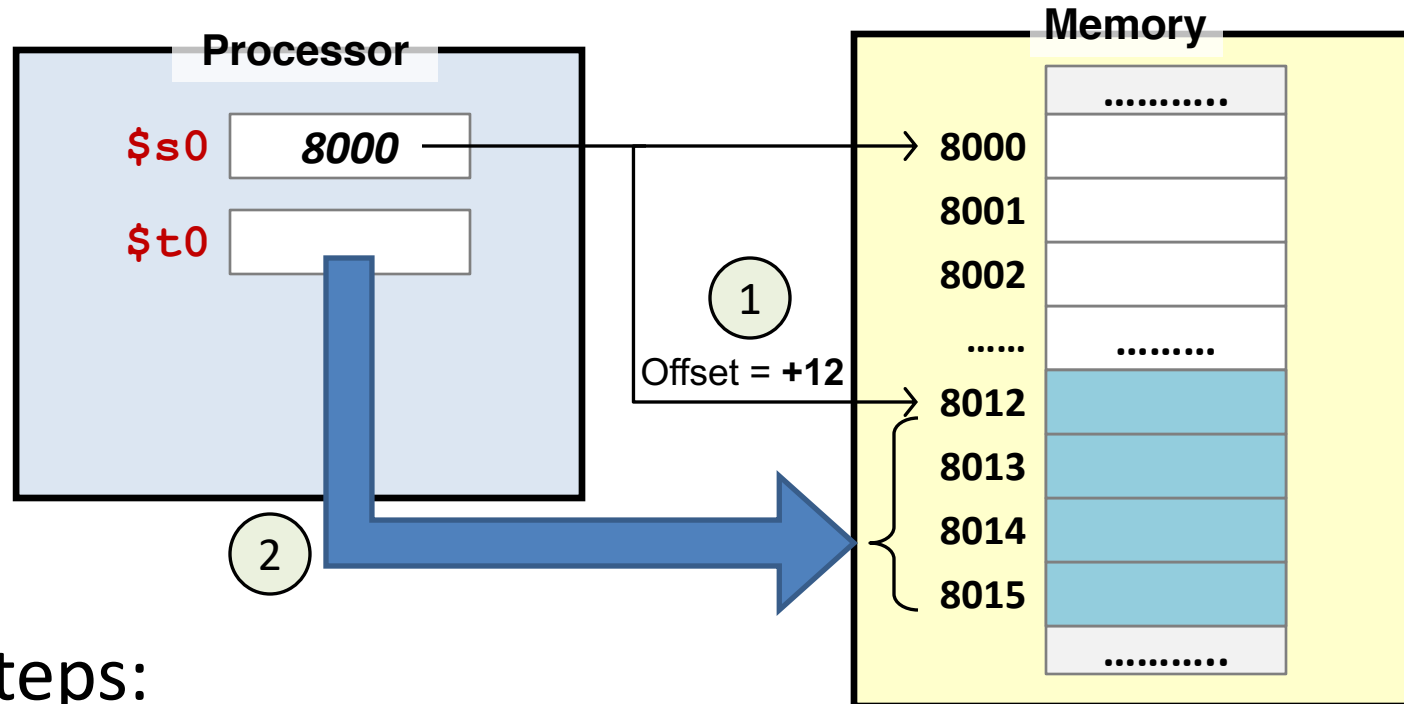 Processor
$s0 8000
$t0
1
Offset = +12
2
Memory
...........
8000
8001
8002
...... .........
8012
8013
8014
8015
...........
teps: